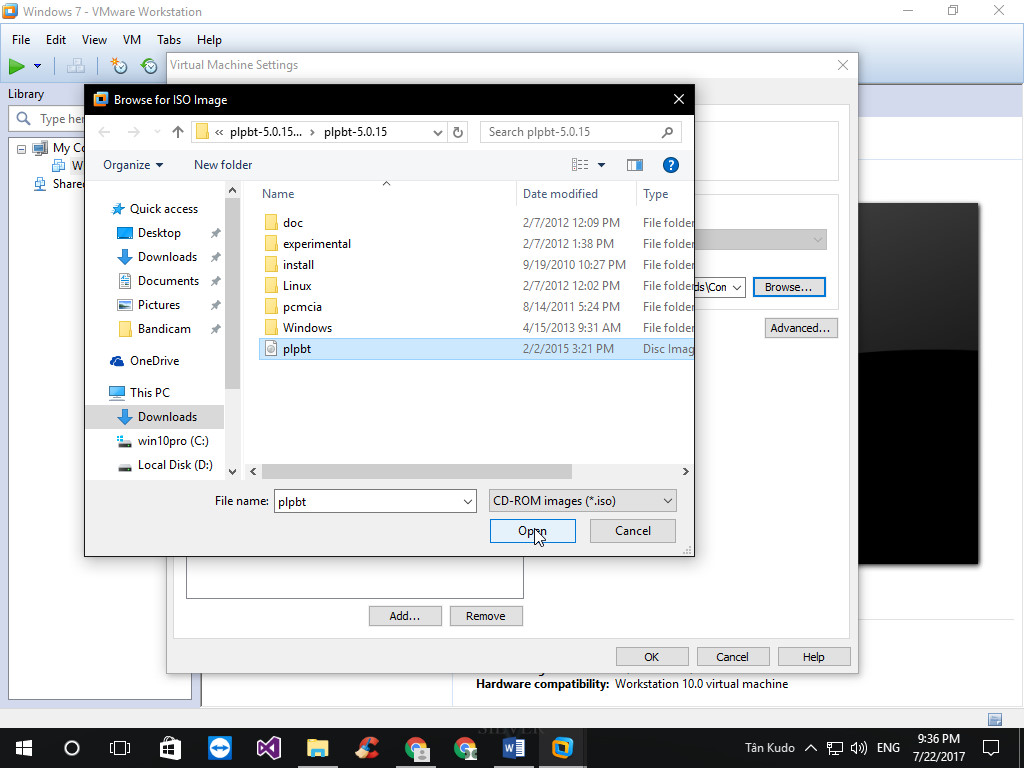 Windows 7 - VMware Workstation
File Edit View VM Tabs Help
Virtual Machine Settings
Library
Type her
My Co
W
Share
Browse for ISO Image
« plpbt-5.0.15... › plpbt-5.0.15
Search plpbt-5.0.15
Organize New folder
Name Date modified Type
Quick access
Desktop
Downloads
Documents
Pictures
Bandicam
OneDrive
This PC
Downloads
win10pro (C:)
Local Disk (D:)
doc 2/7/2012 12:09 PM File folder
experimental 2/7/2012 1:38 PM File folder
install 9/19/2010 10:27 PM File folder
Linux 2/7/2012 12:02 PM File folder
pcmcia 8/14/2011 5:24 PM File folder
Windows 4/15/2013 9:31 AM File folder
plpbt 2/2/2015 3:21 PM Disc Imag
File name: plpbt
CD-ROM images (*.iso)
Open Cancel
ds\Con
Browse...
Advanced...
Add... Remove
OK Cancel Help
Hardware compatibility: Workstation 10.0 virtual machine
SILVER
Tân Kudo
ENG
9:36 PM
7/22/2017